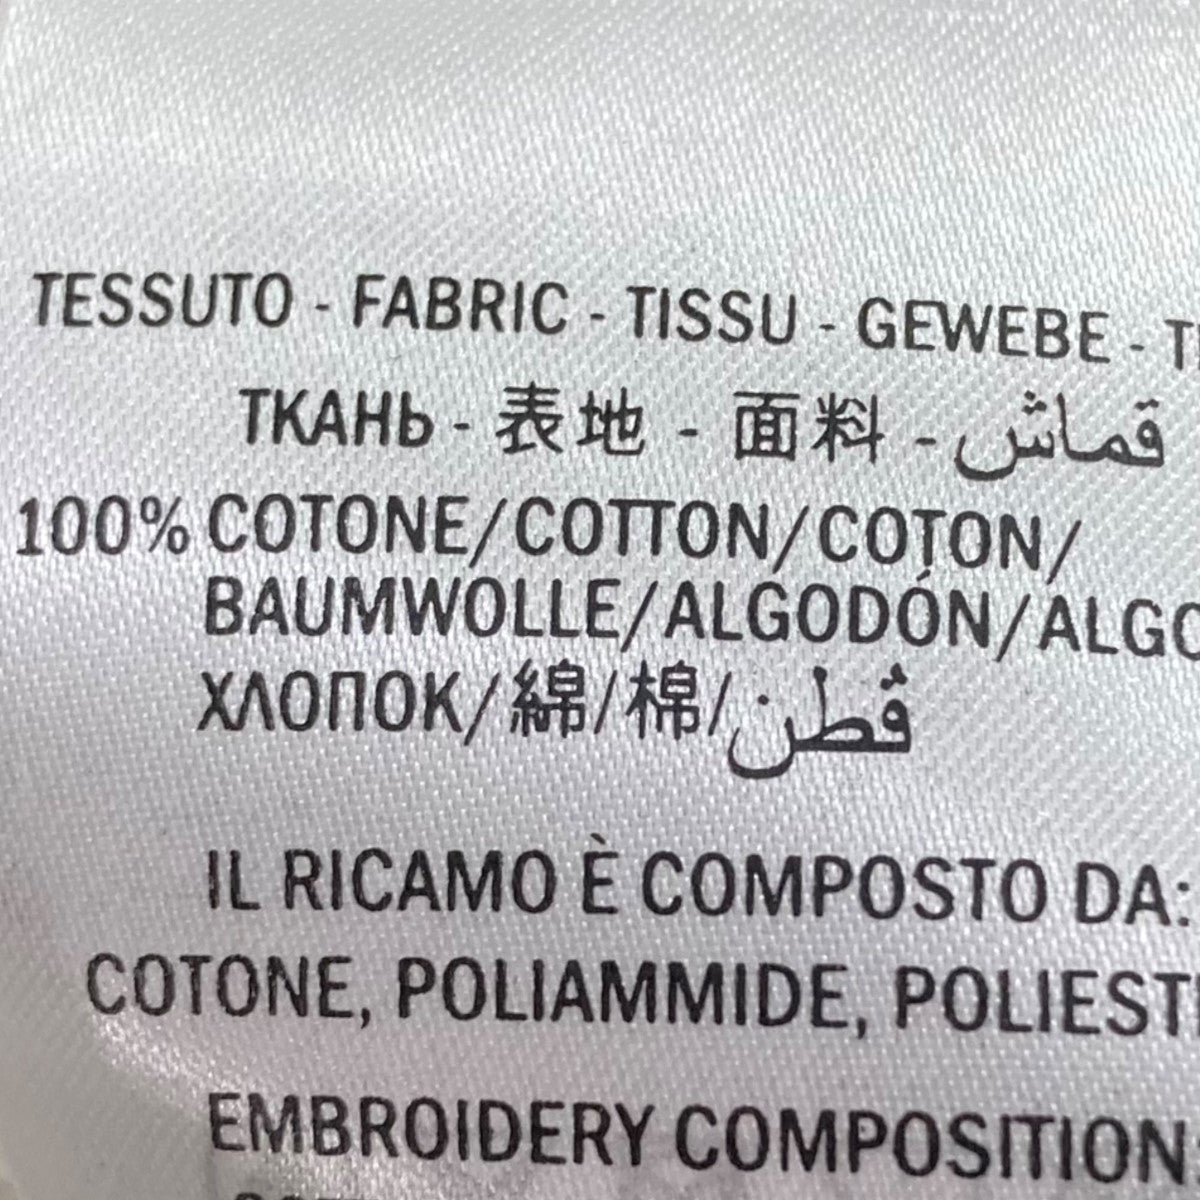 TESSUTO - FABRIC - TISSU - GEWEBE -
ТКАНЬ - 表地 - 面料 - قماش
100% COTONE/COTTON/COTON/
BAUMWOLLE/ALGODÓN/
ХЛОПОК/綿/棉/قطن
IL RICAMO È COMPOSTO DA:
COTONE, POLIAMMIDE,
EMBROIDERY COMPOSITION